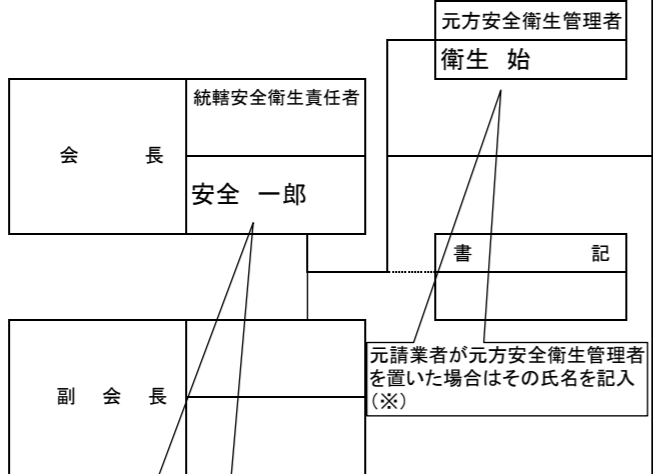 元方安全衛生管理者
衛生 始
統轄安全衛生責任者
会 長
安全 一郎
書 記
元請業者が元方安全衛生管理者
を置いた場合はその氏名を記入
(※)
副 会 長